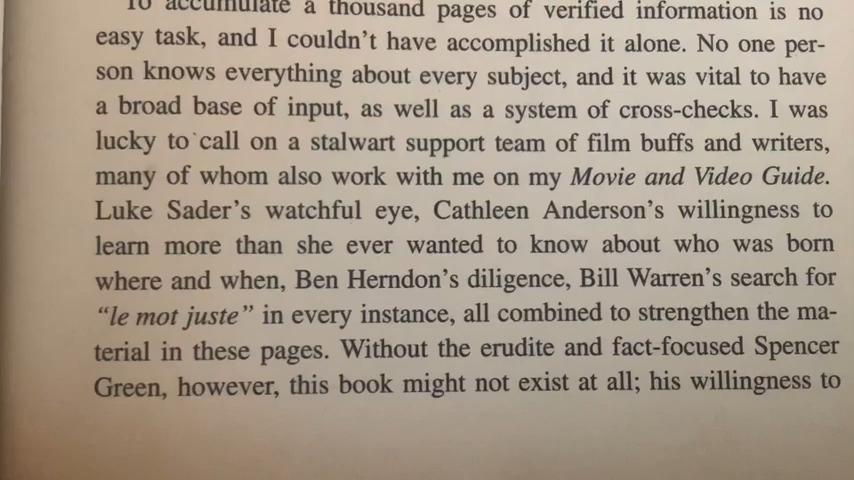 To accumulate a thousand pages of verified information is no
easy task, and I couldn't have accomplished it alone. No one per-
son knows everything about every subject, and it was vital to have
a broad base of input, as well as a system of cross-checks. I was
lucky to call on a stalwart support team of film buffs and writers,
many of whom also work with me on my Movie and Video Guide.
Luke Sader's watchful eye, Cathleen Anderson's willingness to
learn more than she ever wanted to know about who was born
where and when, Ben Herndon's diligence, Bill Warren's search for
"le mot juste" in every instance, all combined to strengthen the ma-
terial in these pages. Without the erudite and fact-focused Spencer
Green, however, this book might not exist at all; his willingness to